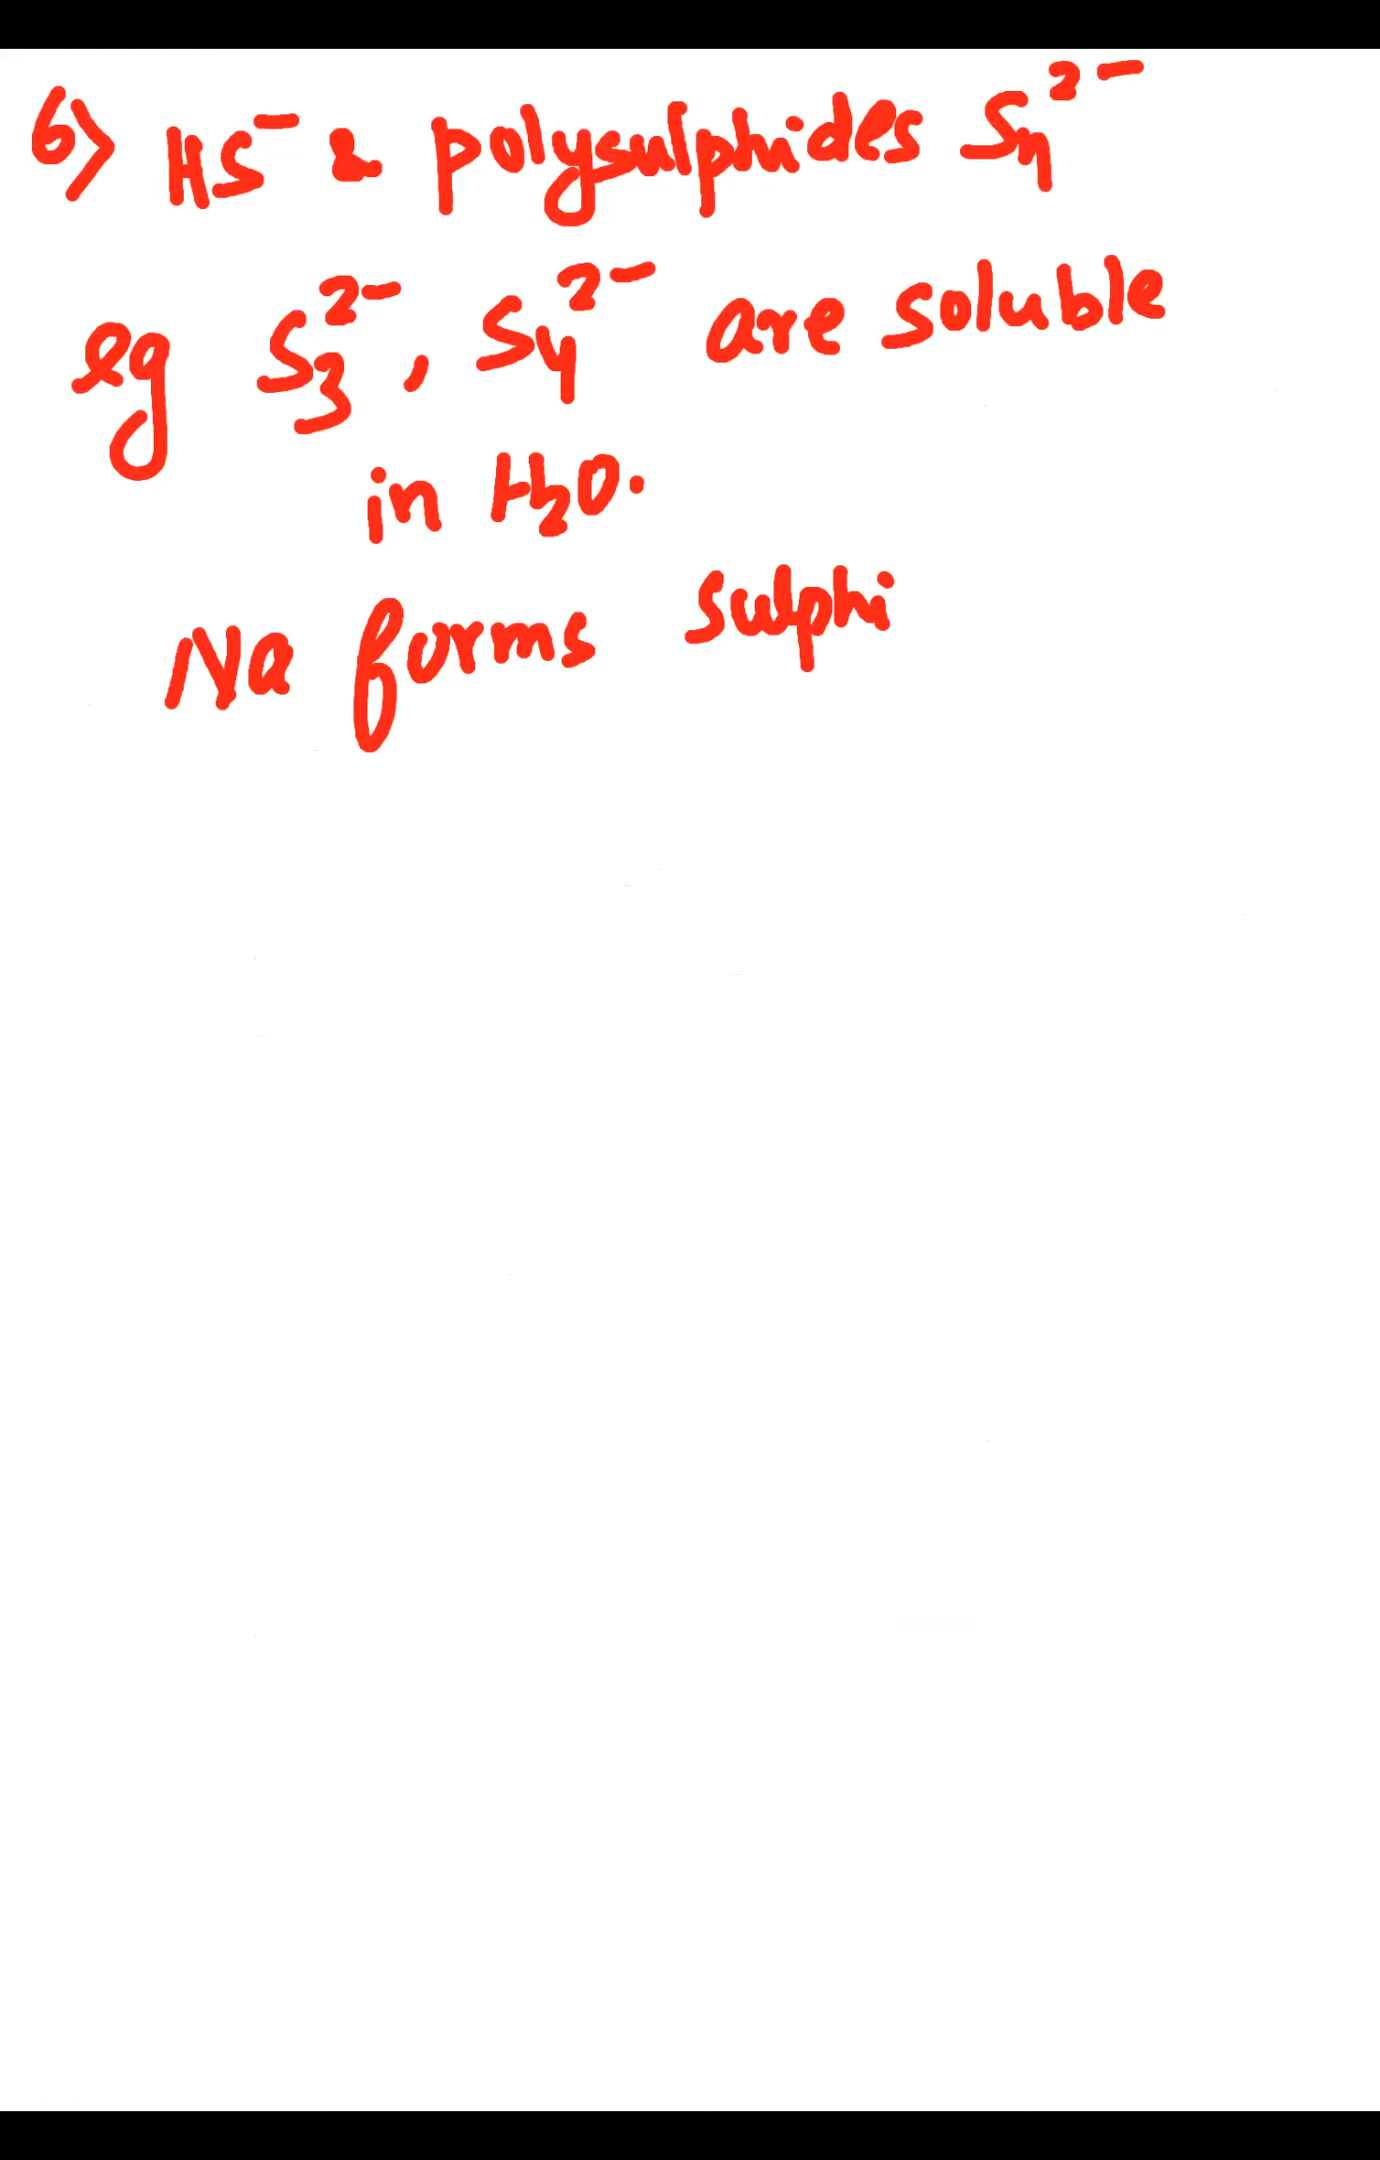 6) HS⁻ & polysulphides Sn²⁻
eg S₃²⁻, S₄²⁻ are soluble
in H₂O.
Na forms sulphi